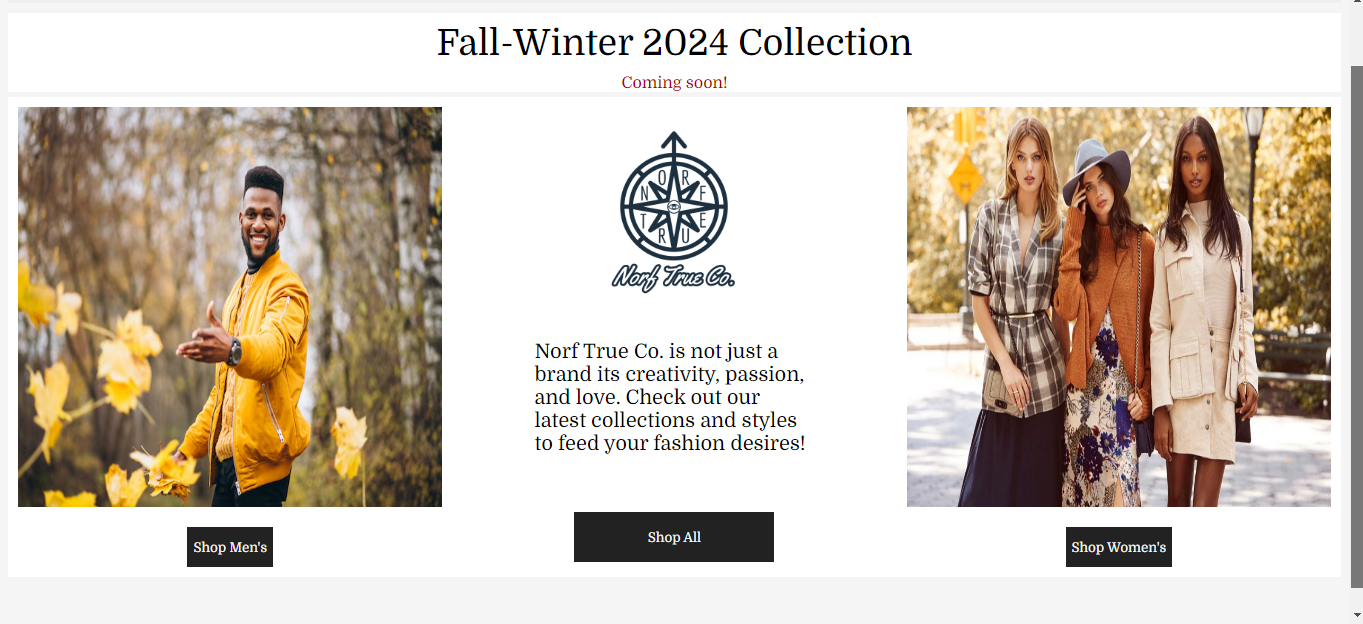 Fall-Winter 2024 Collection
Coming soon!
NORF
TRUE
Norf True Co.
Norf True Co. is not just a
brand its creativity, passion,
and love. Check out our
latest collections and styles
to feed your fashion desires!
Shop Men's
Shop All
Shop Women's